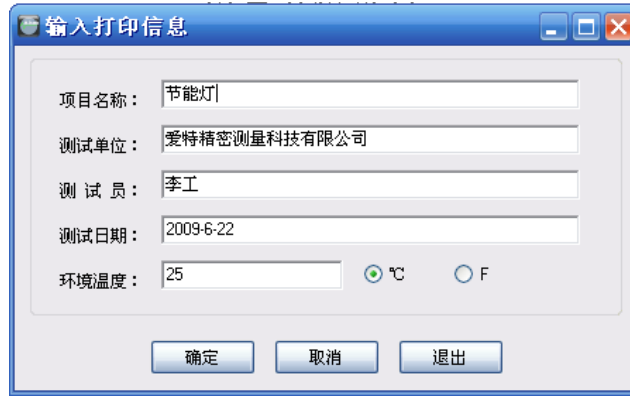 输入打印信息
项目名称： 节能灯
测试单位： 爱特精密测量科技有限公司
测 试 员： 李工
测试日期： 2009-6-22
环境温度： 25 ℃ F
确定 取消 退出